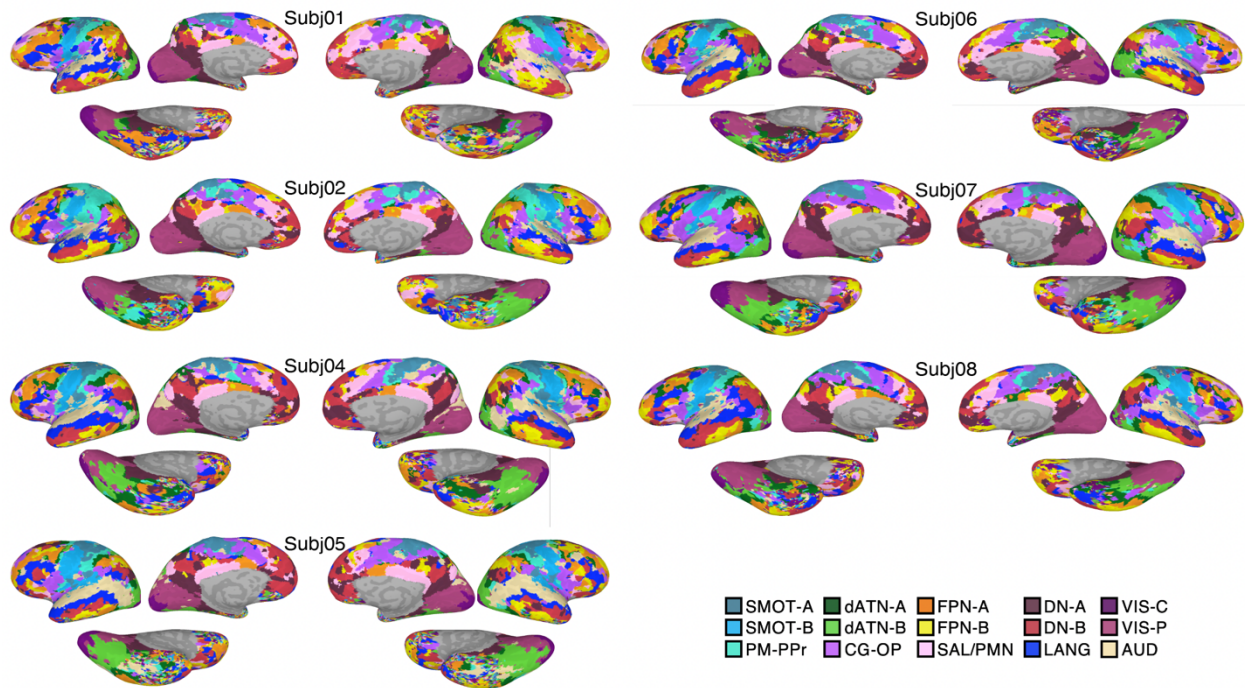 Subj01
Subj06
Subj02
Subj07
Subj04
Subj08
Subj05
SMOT-A dATN-A FPN-A DN-A VIS-C
SMOT-B dATN-B FPN-B DN-B VIS-P
PM-PPr CG-OP SAL/PMN LANG AUD